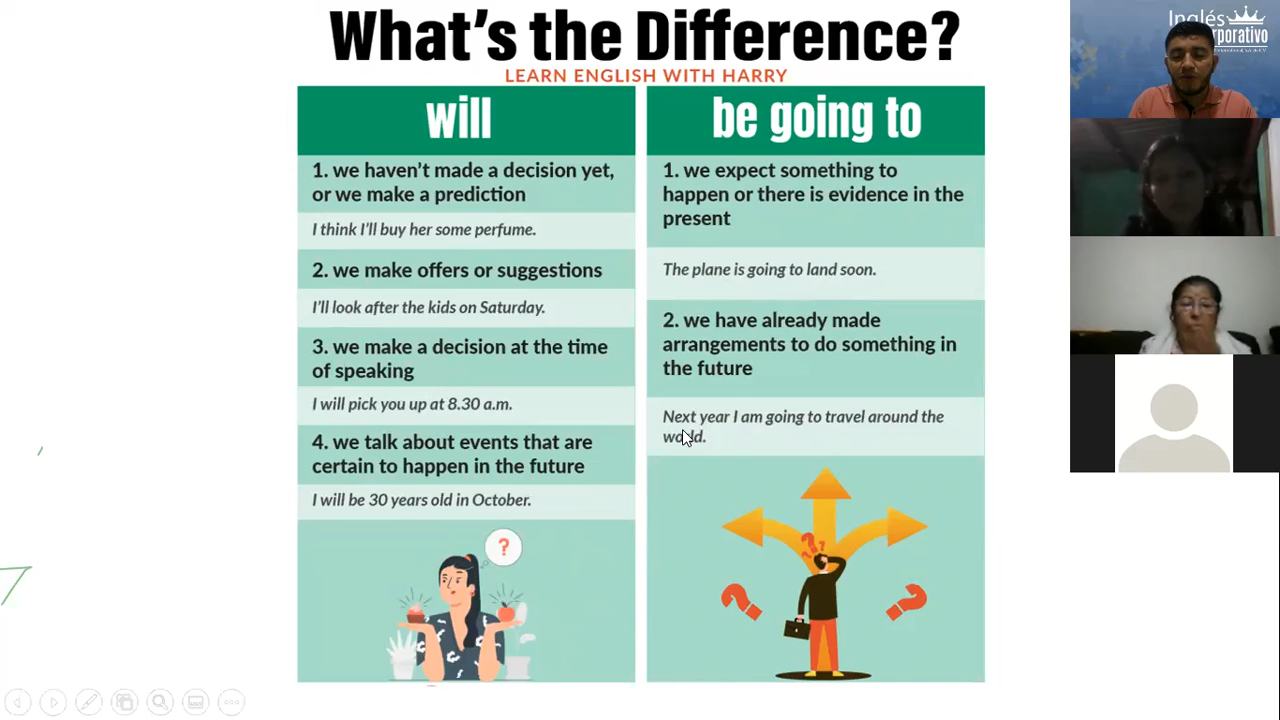 What's the Difference?
LEARN ENGLISH WITH HARRY
will
1. we haven't made a decision yet,
or we make a prediction
I think I'll buy her some perfume.
2. we make offers or suggestions
I'll look after the kids on Saturday.
3. we make a decision at the time
of speaking
I will pick you up at 8.30 a.m.
4. we talk about events that are
certain to happen in the future
I will be 30 years old in October.
?
be going to
1. we expect something to
happen or there is evidence in the
present
The plane is going to land soon.
2. we have already made
arrangements to do something in
the future
Next year I am going to travel around the
world.
? ?
? ?
Inglés
rporativo